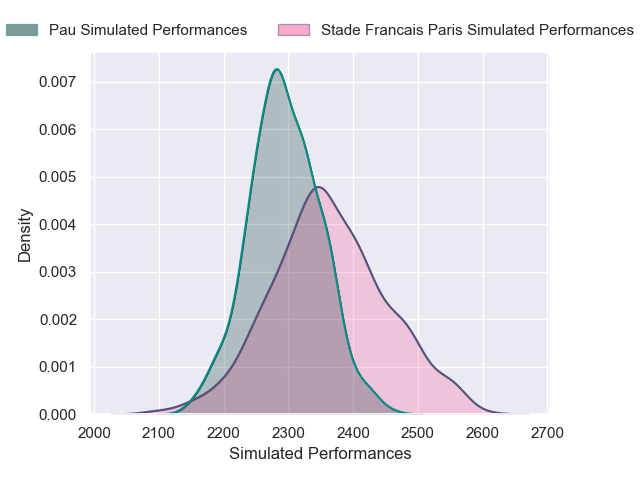 Pau Simulated Performances
Stade Francais Paris Simulated Performances
0.007
0.006
0.005
0.004
0.003
0.002
0.001
0.000
Density
2000 2100 2200 2300 2400 2500 2600 2700
Simulated Performances